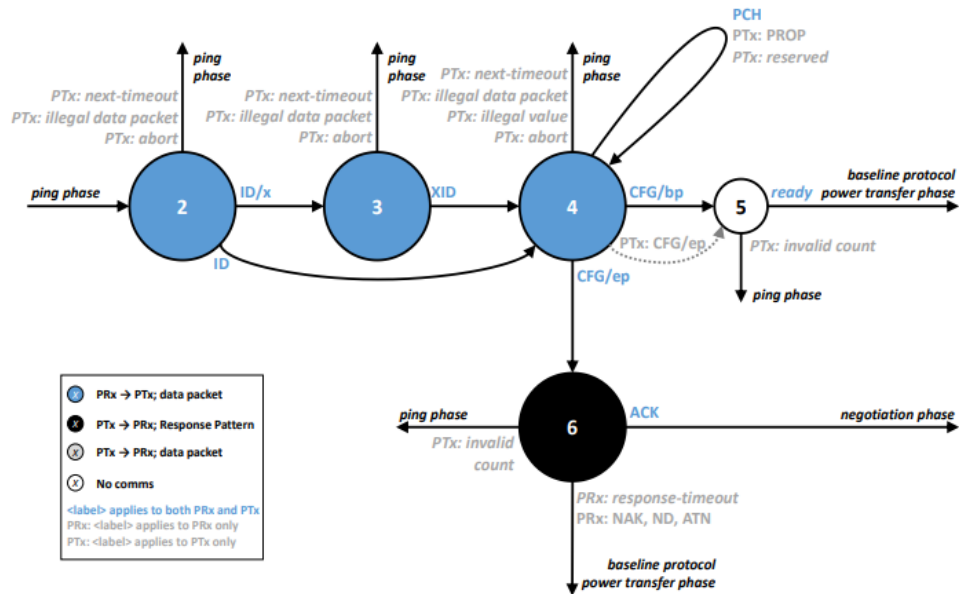 PCH
PTx: PROP
PTx: reserved
ping
phase
PTx: next-timeout
PTx: illegal data packet
PTx: abort
ping
phase
PTx: next-timeout
PTx: illegal data packet
PTx: abort
ping
phase
PTx: next-timeout
PTx: illegal data packet
PTx: illegal value
PTx: abort
ping phase
2
ID/x
ID
3
XID
4
CFG/bp
PTx: CFG/ep
CFG/ep
5
ready
baseline protocol
power transfer phase
PTx: invalid count
ping phase
6
ping phase
PTx: invalid
count
ACK
negotiation phase
PRx: response-timeout
PRx: NAK, ND, ATN
baseline protocol
power transfer phase
x PRx → PTx; data packet
x PTx → PRx; Response Pattern
x PTx → PRx; data packet
x No comms
<label> applies to both PRx and PTx
PRx: <label> applies to PRx only
PTx: <label> applies to PTx only